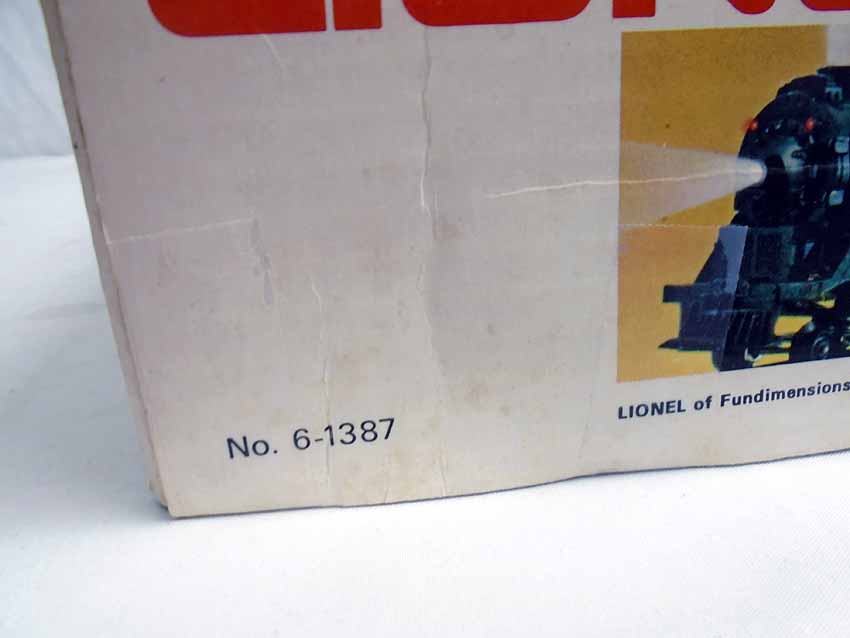 No. 6-1387
LIONEL of Fundimensions